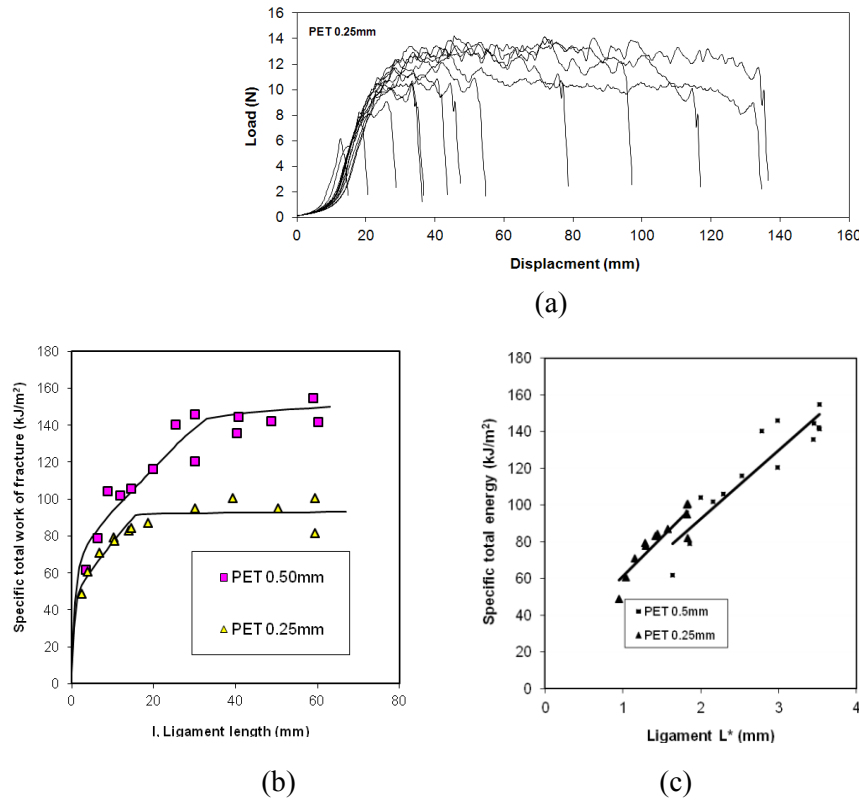 PET 0.25mm
Load (N)
16
14
12
10
8
6
4
2
0
0 20 40 60 80 100 120 140 160
Displacment (mm)
(a)
Specific total work of fracture (kJ/m²)
180
160
140
120
100
80
60
40
20
0
PET 0.50mm
PET 0.25mm
0 20 40 60 80
l, Ligament length (mm)
(b)
Specific total energy (kJ/m²)
180
160
140
120
100
80
60
40
20
0
PET 0.5mm
PET 0.25mm
0 1 2 3 4
Ligament L* (mm)
(c)